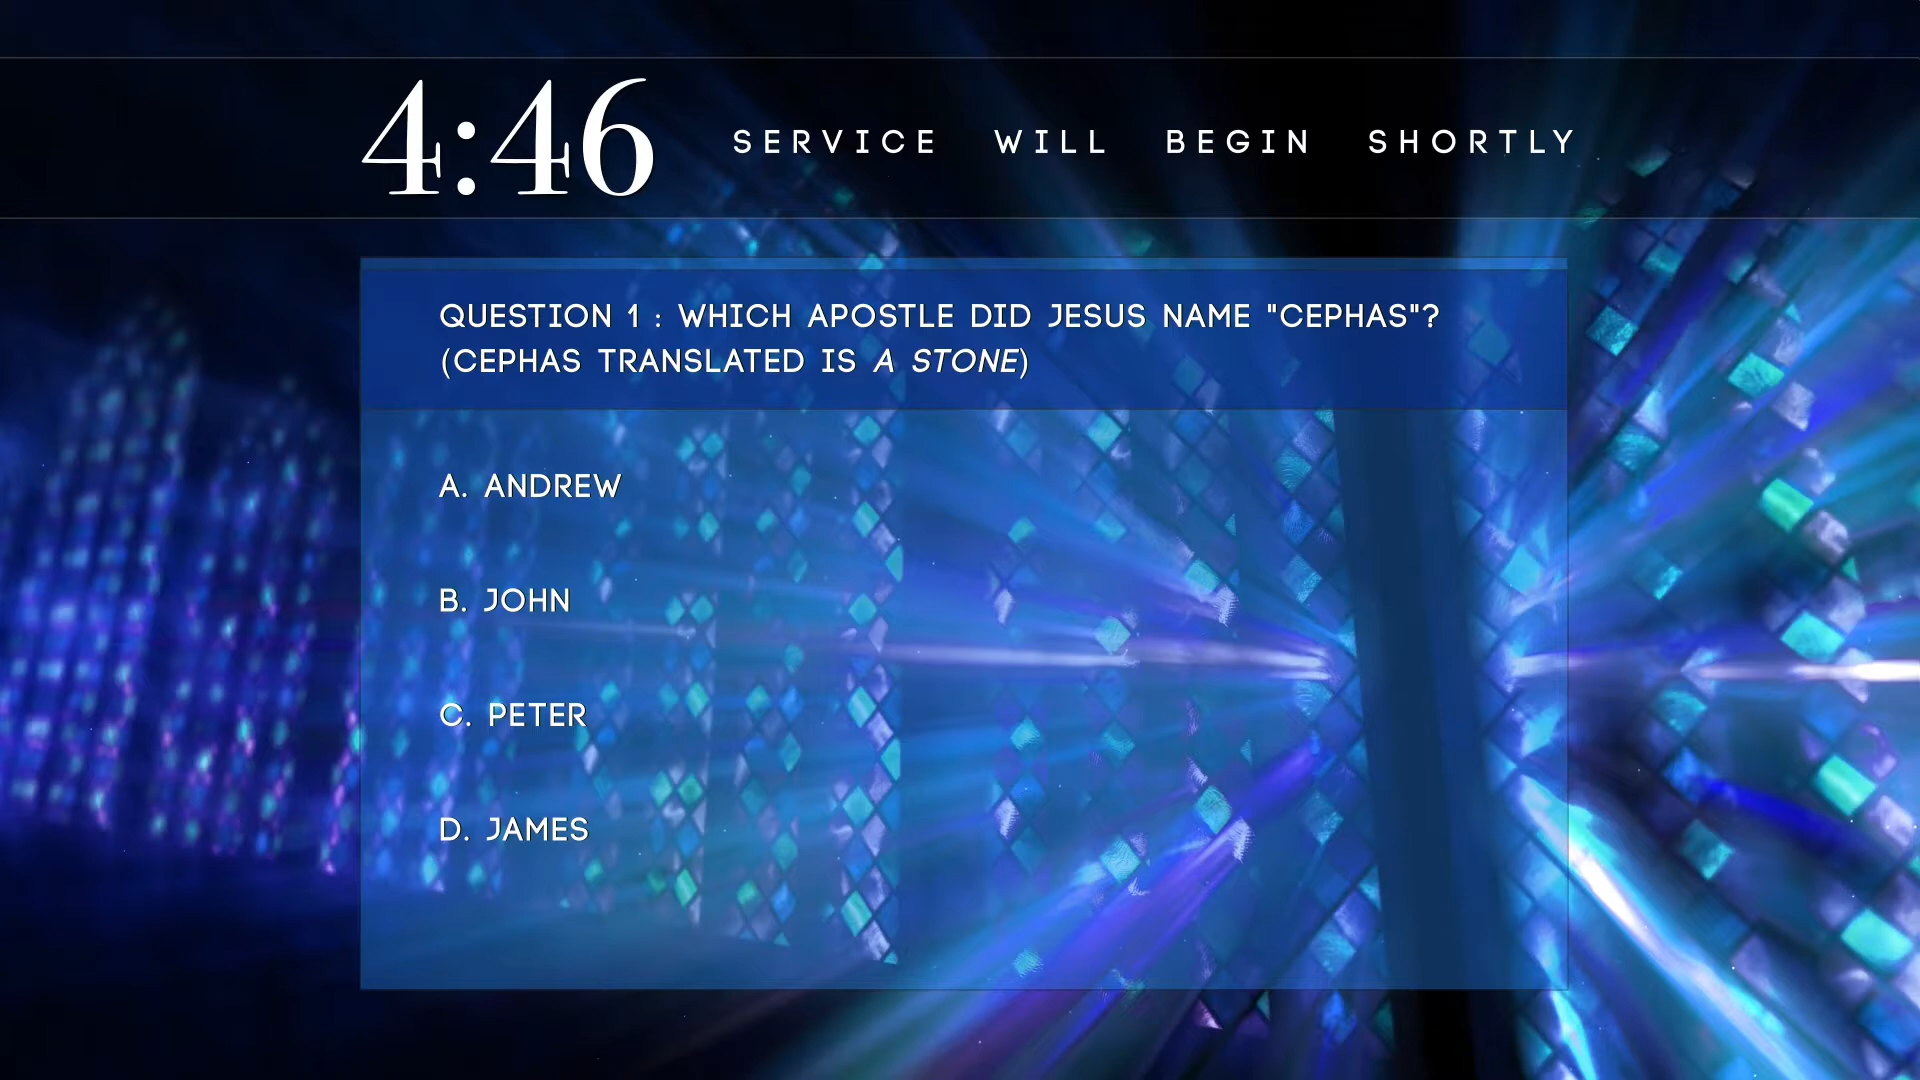 4:46 SERVICE WILL BEGIN SHORTLY
QUESTION 1 : WHICH APOSTLE DID JESUS NAME "CEPHAS"?
(CEPHAS TRANSLATED IS A STONE)
A. ANDREW
B. JOHN
C. PETER
D. JAMES